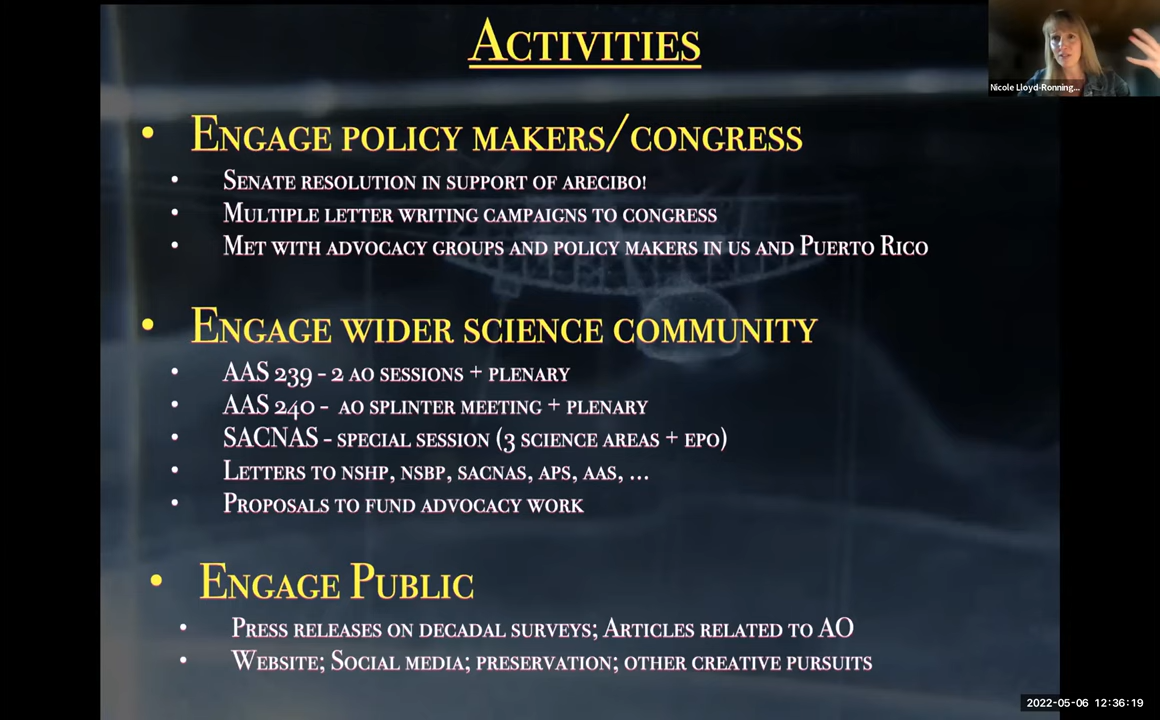 Activities
Nicole Lloyd-Ronning...
• Engage policy makers/congress
• Senate resolution in support of arecibo!
• Multiple letter writing campaigns to congress
• Met with advocacy groups and policy makers in us and Puerto Rico
• Engage wider science community
• AAS 239 - 2 ao sessions + plenary
• AAS 240 - ao splinter meeting + plenary
• SACNAS - special session (3 science areas + epo)
• Letters to nshp, nsbp, sacnas, aps, aas, ...
• Proposals to fund advocacy work
• Engage Public
• Press releases on decadal surveys; Articles related to AO
• Website; Social media; preservation; other creative pursuits
2022-05-06 12:36:19